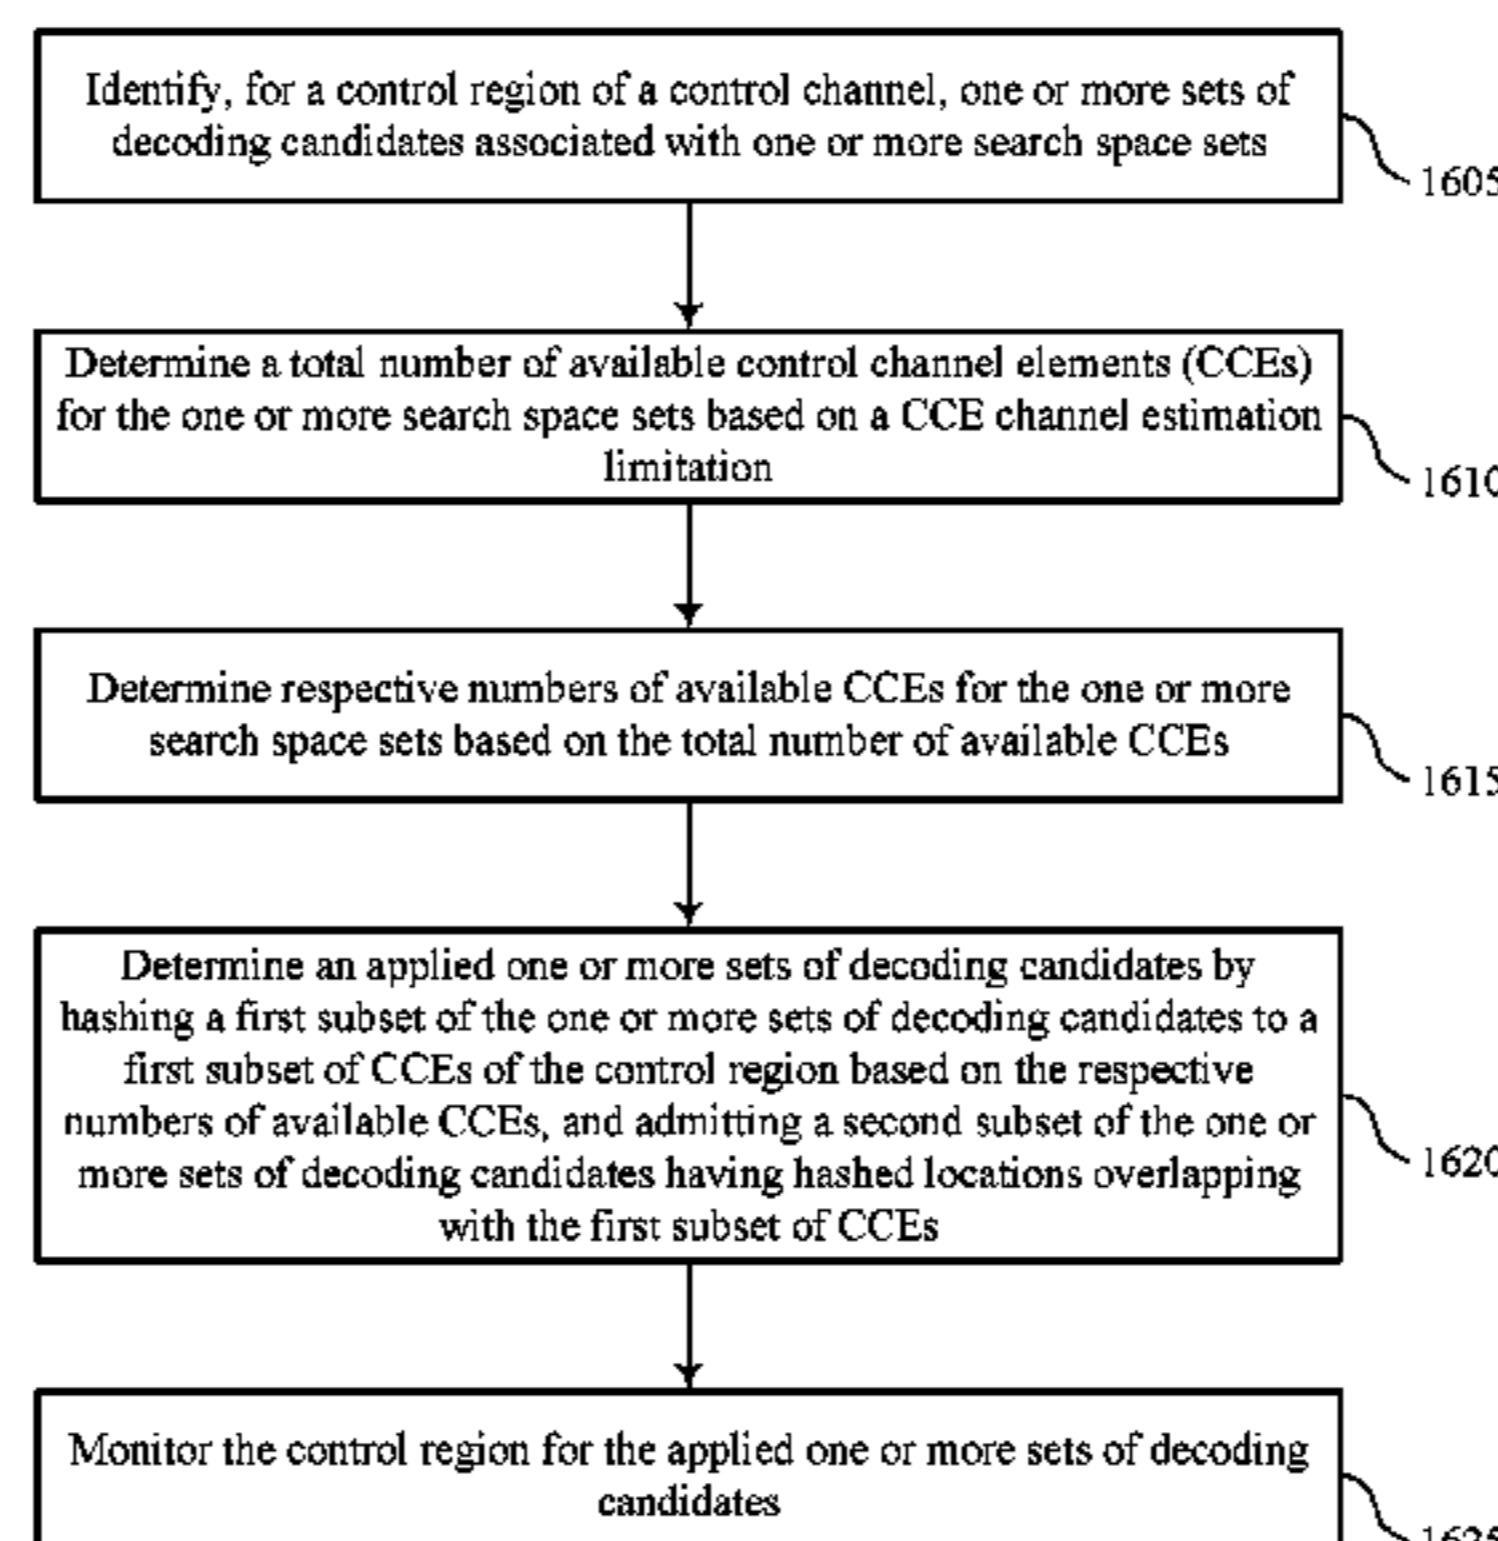 Identify, for a control region of a control channel, one or more sets of
decoding candidates associated with one or more search space sets
1605
Determine a total number of available control channel elements (CCEs)
for the one or more search space sets based on a CCE channel estimation
limitation
1610
Determine respective numbers of available CCEs for the one or more
search space sets based on the total number of available CCEs
1615
Determine an applied one or more sets of decoding candidates by
hashing a first subset of the one or more sets of decoding candidates to a
first subset of CCEs of the control region based on the respective
numbers of available CCEs, and admitting a second subset of the one or
more sets of decoding candidates having hashed locations overlapping
with the first subset of CCEs
1620
Monitor the control region for the applied one or more sets of decoding
candidates